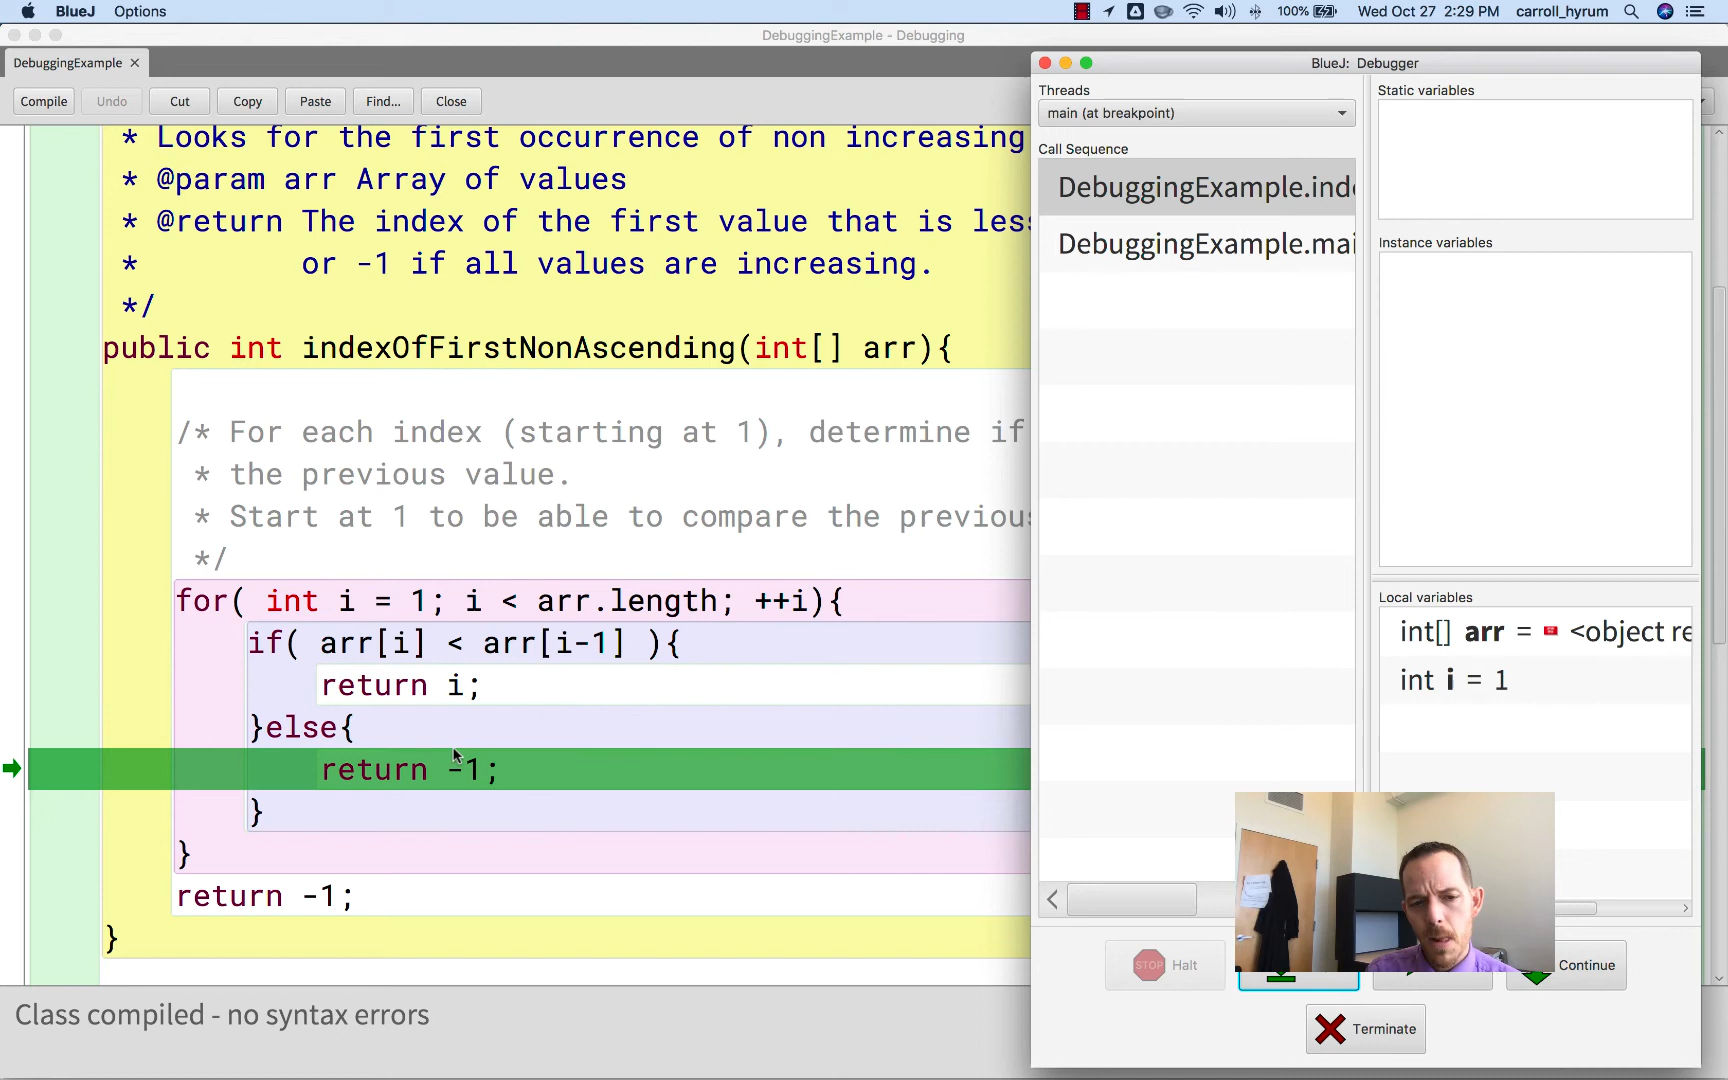 BlueJ Options
100% Wed Oct 27 2:29 PM carroll_hyrum
DebuggingExample - Debugging
DebuggingExample
Compile Undo Cut Copy Paste Find... Close
* Looks for the first occurrence of non increasing
* @param arr Array of values
* @return The index of the first value that is les
* or -1 if all values are increasing.
*/
public int indexOfFirstNonAscending(int[] arr){
/* For each index (starting at 1), determine if
* the previous value.
* Start at 1 to be able to compare the previou
*/
for( int i = 1; i < arr.length; ++i){
if( arr[i] < arr[i-1] ){
return i;
}else{
return -1;
}
}
return -1;
}
Class compiled - no syntax errors
BlueJ: Debugger
Threads
main (at breakpoint)
Call Sequence
DebuggingExample.inde
DebuggingExample.mai
Static variables
Instance variables
Local variables
int[] arr = <object re
int i = 1
STOP Halt
Continue
Terminate